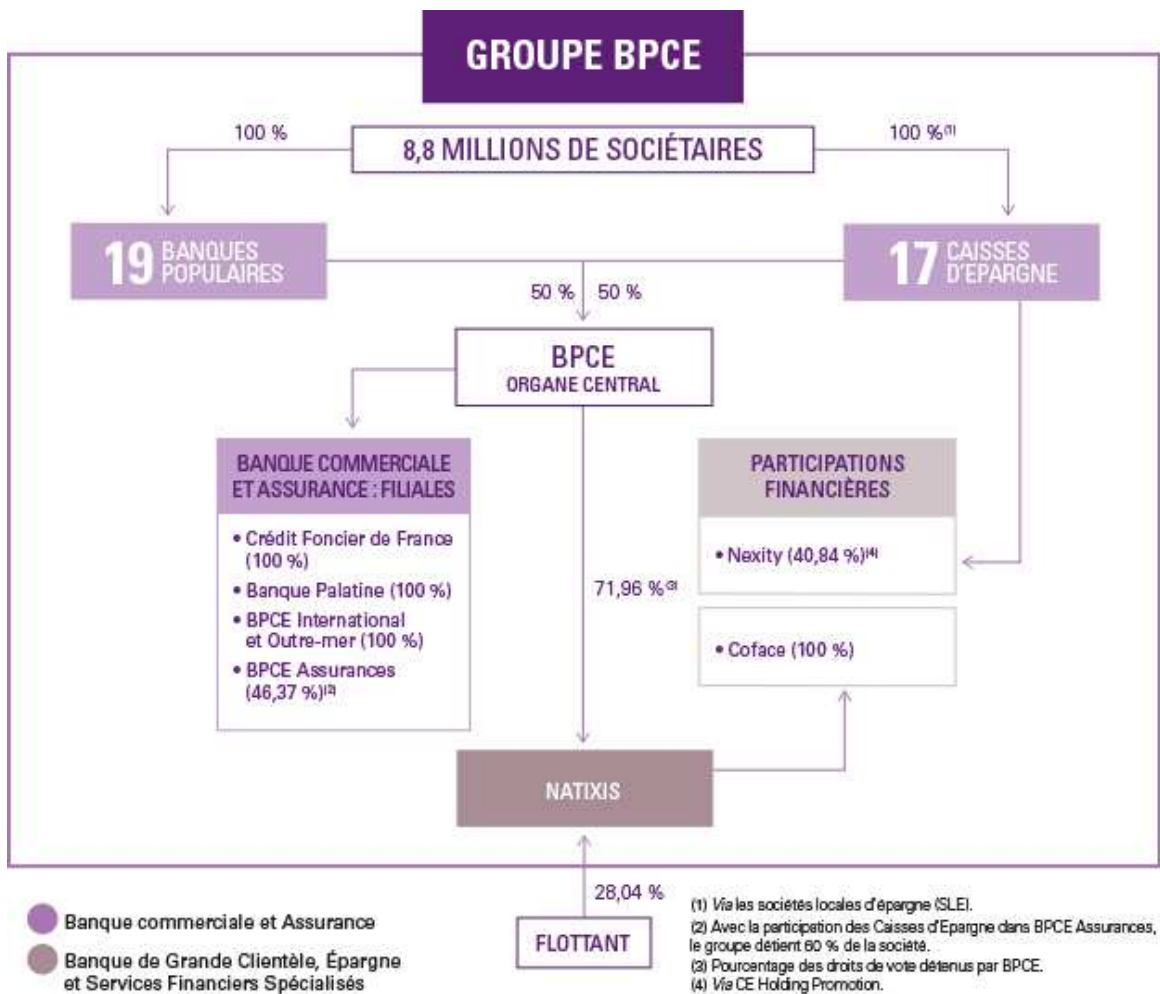 GROUPE BPCE
100 %
8,8 MILLIONS DE SOCIÉTAIRES
100 %(1)
19 BANQUES
POPULAIRES
17 CAISSES
D'EPARGNE
50 % 50 %
BPCE
ORGANE CENTRAL
BANQUE COMMERCIALE
ET ASSURANCE : FILIALES
• Crédit Foncier de France
(100 %)
• Banque Palatine (100 %)
• BPCE International
et Outre-mer (100 %)
• BPCE Assurances
(46,37 %)(2)
71,96 %(3)
PARTICIPATIONS
FINANCIÈRES
• Nexity (40,84 %)(4)
• Coface (100 %)
NATIXIS
28,04 %
FLOTTANT
Banque commerciale et Assurance
Banque de Grande Clientèle, Épargne
et Services Financiers Spécialisés
(1) Via les sociétés locales d'épargne (SLE).
(2) Avec la participation des Caisses d'Epargne dans BPCE Assurances,
le groupe détient 60 % de la société.
(3) Pourcentage des droits de vote détenus par BPCE.
(4) Via CE Holding Promotion.